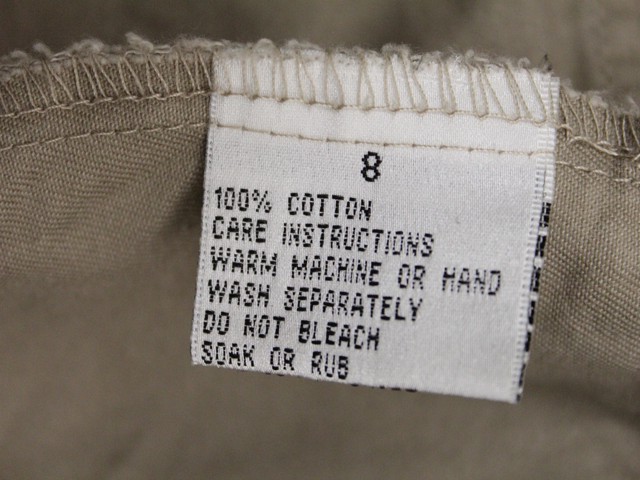 8
100% COTTON
CARE INSTRUCTIONS
WARM MACHINE OR HAND
WASH SEPARATELY
DO NOT BLEACH
SOAK OR RUB